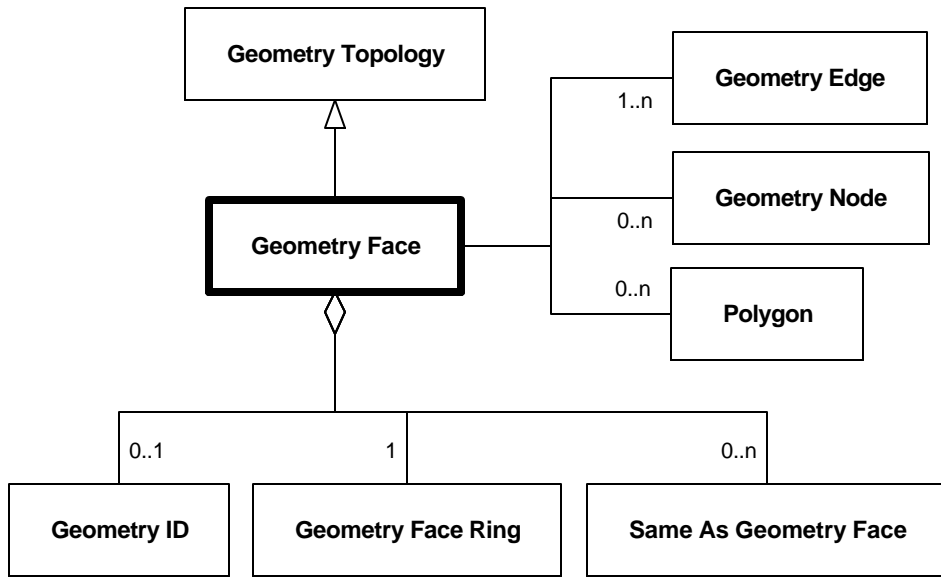 Geometry Topology
Geometry Edge
1..n
Geometry Node
0..n
Geometry Face
0..n
Polygon
0..1
1
0..n
Geometry ID
Geometry Face Ring
Same As Geometry Face